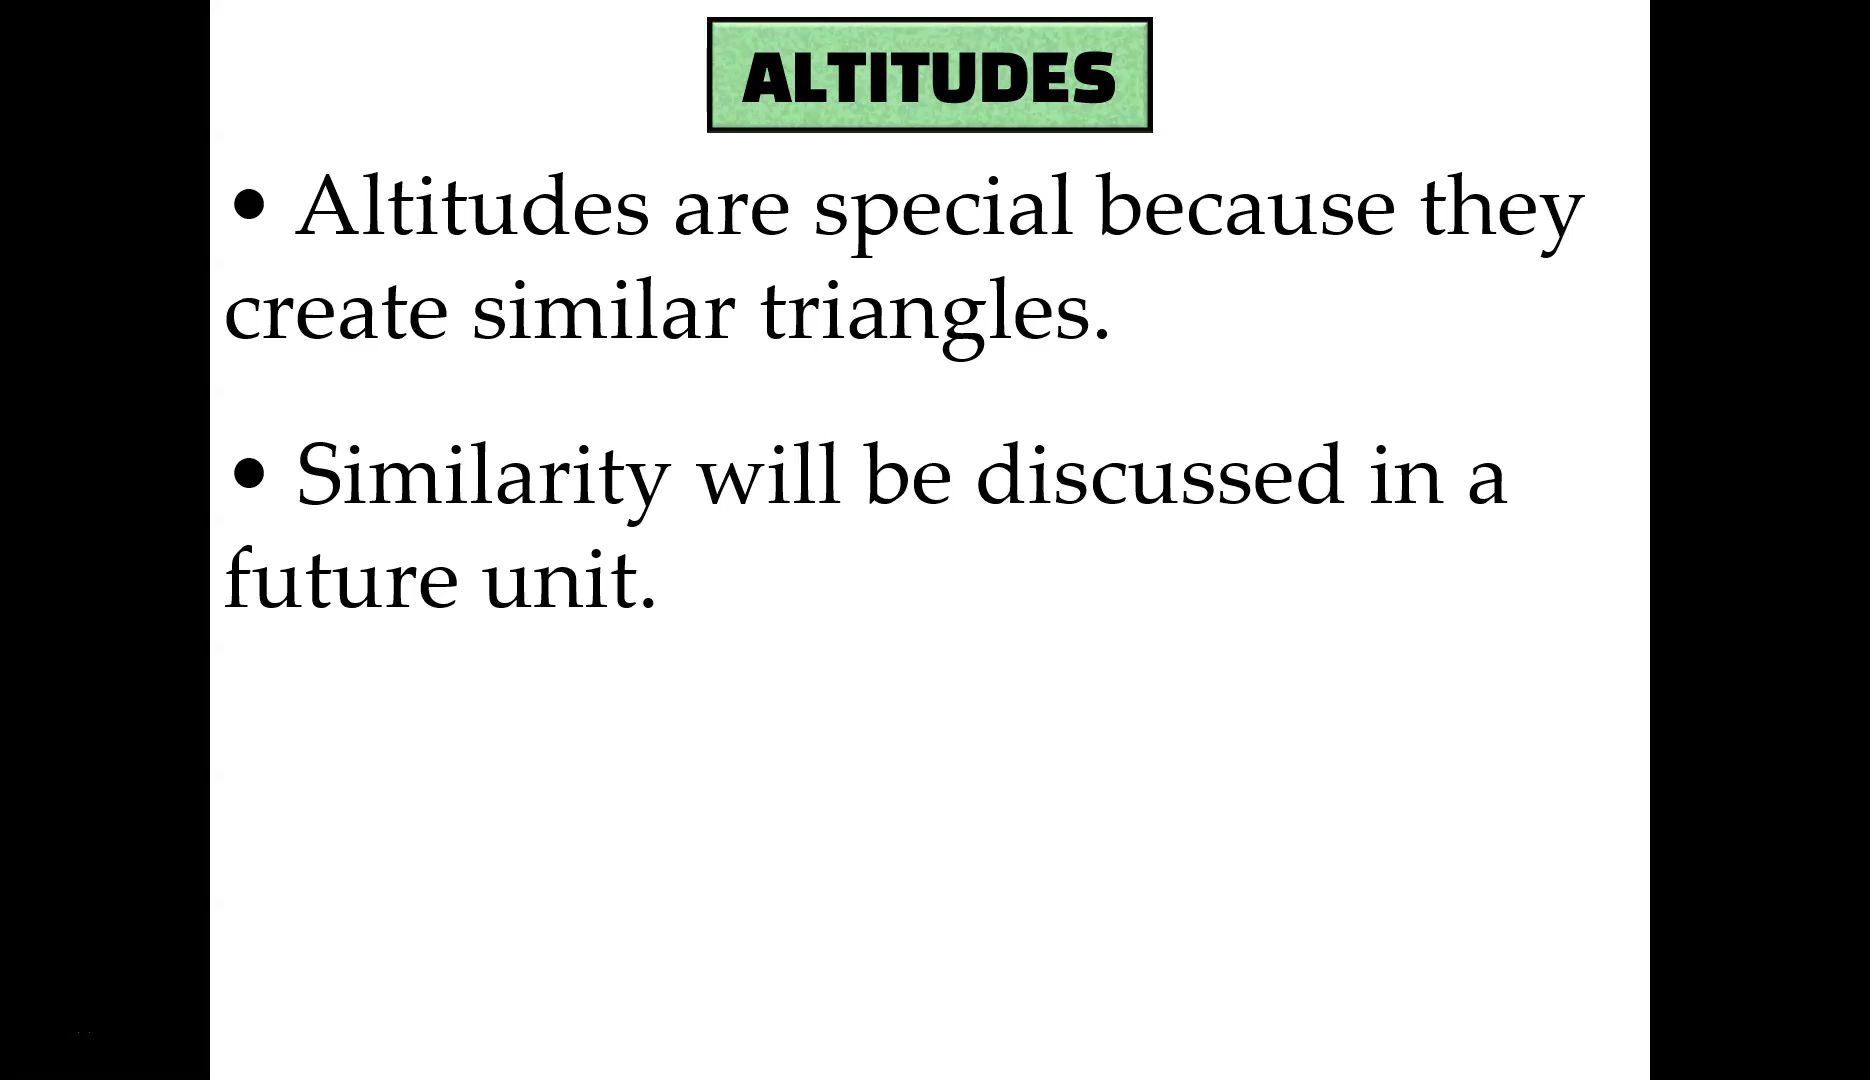 ALTITUDES
• Altitudes are special because they
create similar triangles.
• Similarity will be discussed in a
future unit.